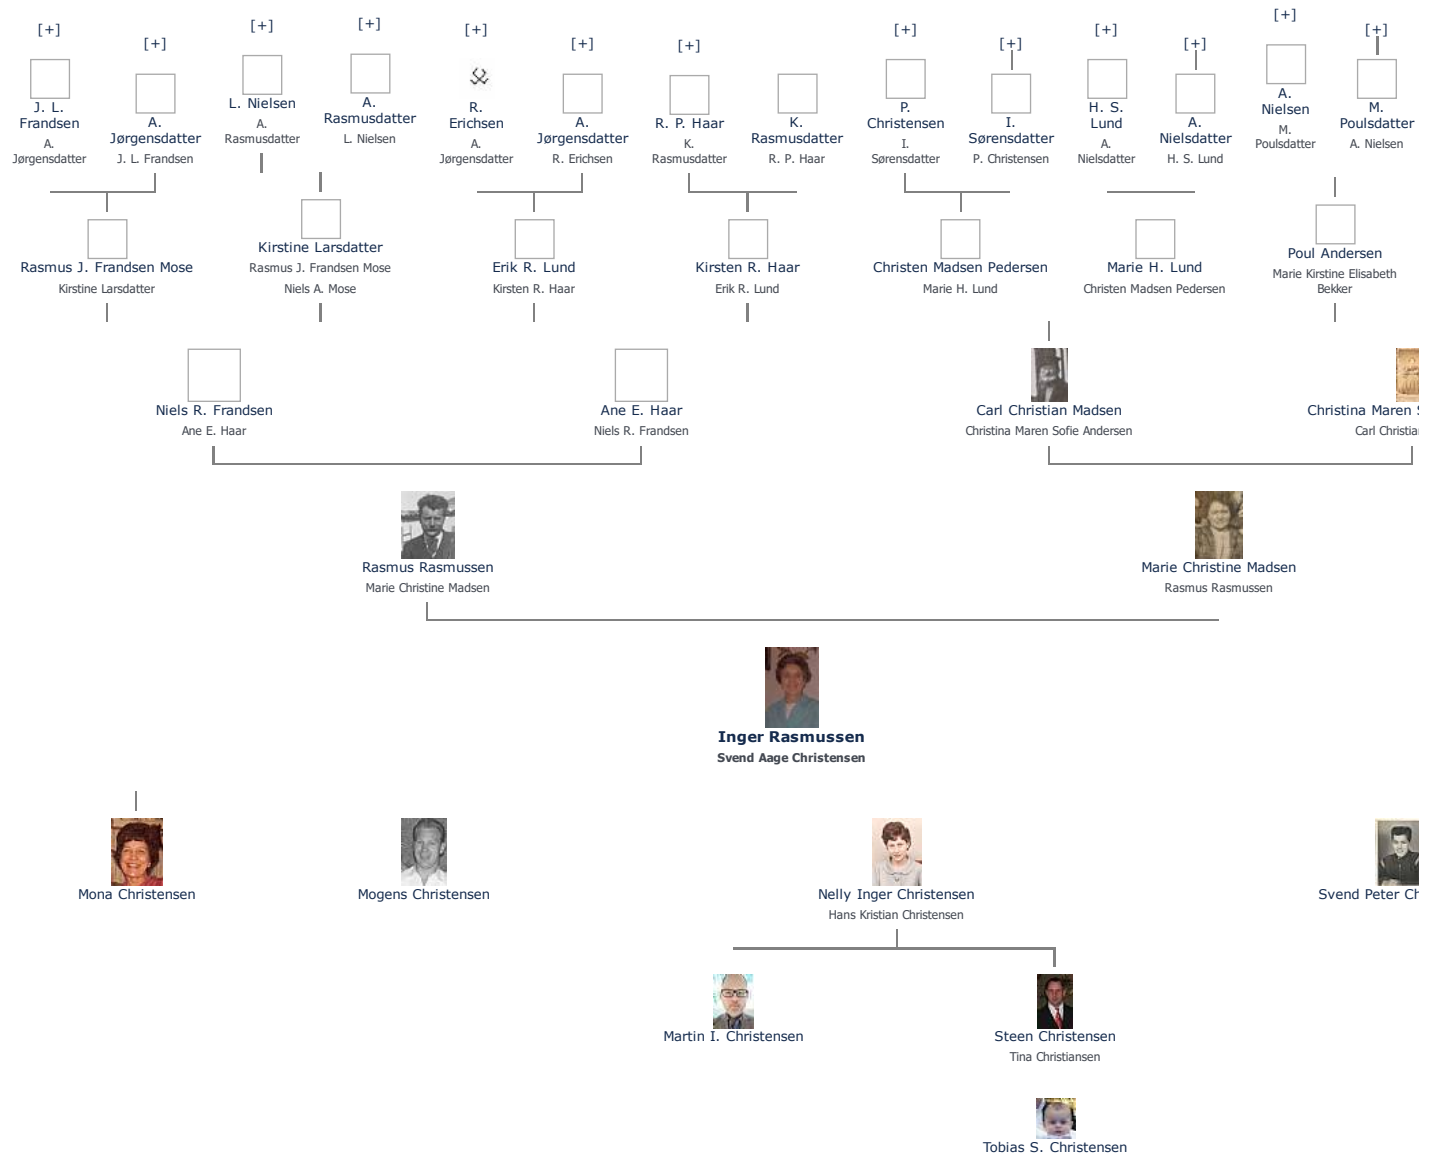 [+] [+] [+] [+] [+] [+] [+] [+] [+] [+] [+] [+] [+]
J. L.
Frandsen
A.
Jørgensdatter
A.
Jørgensdatter
J. L. Frandsen
L. Nielsen
A.
Rasmusdatter
A.
Rasmusdatter
L. Nielsen
R.
Erichsen
A.
Jørgensdatter
A.
Jørgensdatter
R. Erichsen
R. P. Haar
K.
Rasmusdatter
K.
Rasmusdatter
R. P. Haar
P.
Christensen
I.
Sørensdatter
I.
Sørensdatter
P. Christensen
H. S.
Lund
A.
Nielsdatter
A.
Nielsdatter
H. S. Lund
A.
Nielsen
M.
Poulsdatter
M.
Poulsdatter
A. Nielsen
Rasmus J. Frandsen Mose
Kirstine Larsdatter
Kirstine Larsdatter
Rasmus J. Frandsen Mose
Niels A. Mose
Erik R. Lund
Kirsten R. Haar
Kirsten R. Haar
Erik R. Lund
Christen Madsen Pedersen
Marie H. Lund
Marie H. Lund
Christen Madsen Pedersen
Poul Andersen
Marie Kirstine Elisabeth
Bekker
Niels R. Frandsen
Ane E. Haar
Ane E. Haar
Niels R. Frandsen
Carl Christian Madsen
Christina Maren Sofie Andersen
Christina Maren
Carl
Rasmus Rasmussen
Marie Christine Madsen
Marie Christine Madsen
Rasmus Rasmussen
Inger Rasmussen
Svend Aage Christensen
Mona Christensen
Mogens Christensen
Nelly Inger Christensen
Hans Kristian Christensen
Svend Peter
Martin I. Christensen
Steen Christensen
Tina Christiansen
Tobias S. Christensen